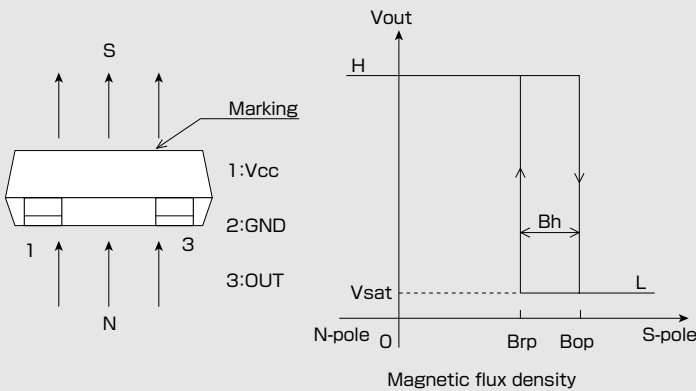 S
Marking
1:Vcc
2:GND
3:OUT
1
3
N
Vout
H
Bh
Vsat
L
N-pole
O
Brp
Bop
S-pole
Magnetic flux density